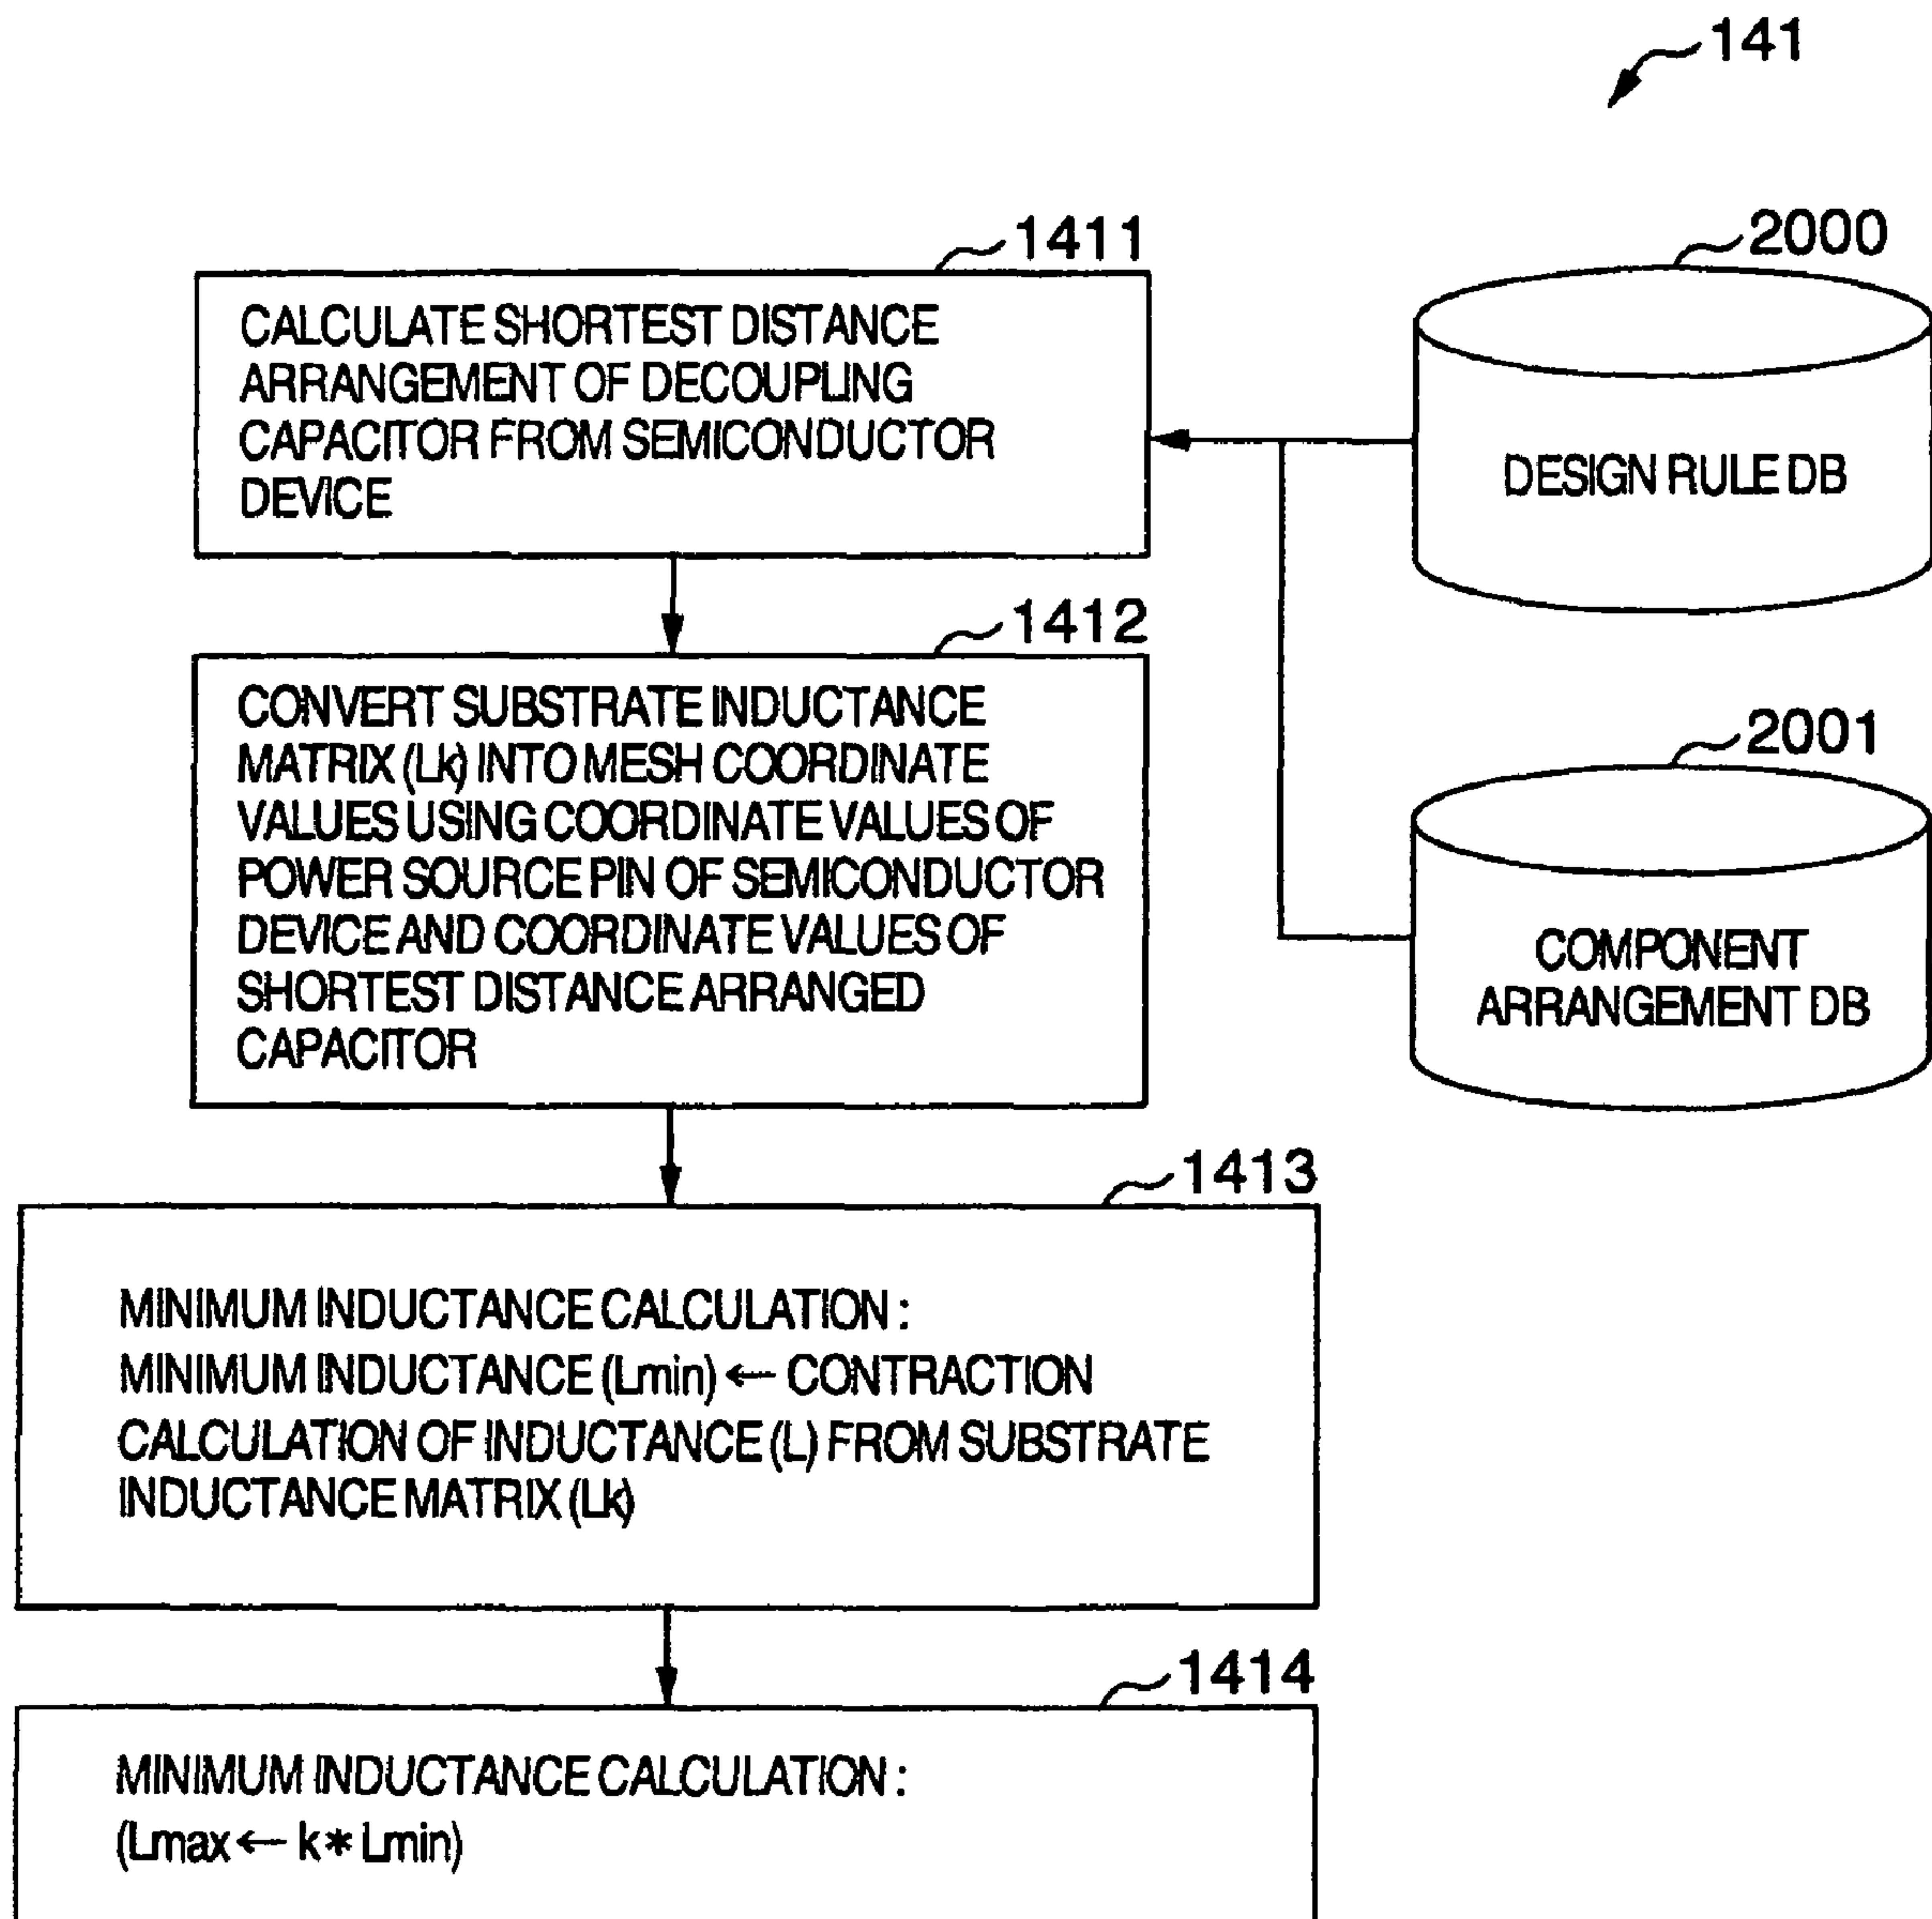 141
1411
CALCULATE SHORTEST DISTANCE
ARRANGEMENT OF DECOUPLING
CAPACITOR FROM SEMICONDUCTOR
DEVICE
2000
DESIGN RULE DB
1412
CONVERT SUBSTRATE INDUCTANCE
MATRIX (Lk) INTO MESH COORDINATE
VALUES USING COORDINATE VALUES OF
POWER SOURCE PIN OF SEMICONDUCTOR
DEVICE AND COORDINATE VALUES OF
SHORTEST DISTANCE ARRANGED
CAPACITOR
2001
COMPONENT
ARRANGEMENT DB
1413
MINIMUM INDUCTANCE CALCULATION :
MINIMUM INDUCTANCE (Lmin) ← CONTRACTION
CALCULATION OF INDUCTANCE (L) FROM SUBSTRATE
INDUCTANCE MATRIX (Lk)
1414
MINIMUM INDUCTANCE CALCULATION :
(Lmax ← k * Lmin)